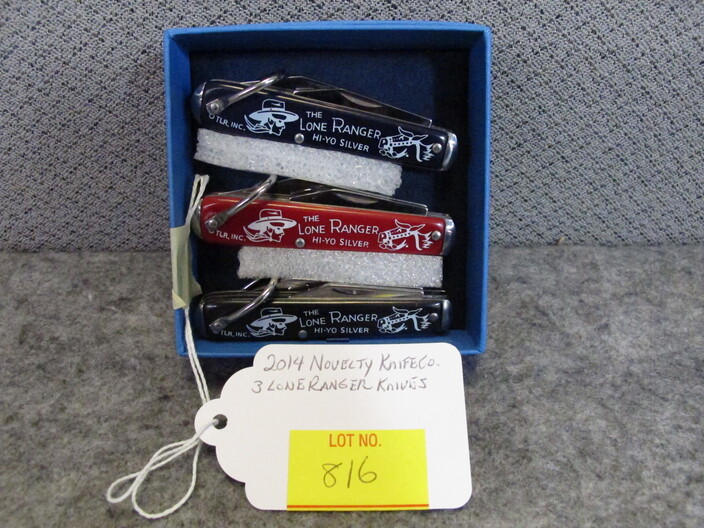 THE
LONE RANGER
HI-YO SILVER
© TLR, INC.
THE
LONE RANGER
HI-YO SILVER
© TLR, INC.
THE
LONE RANGER
HI-YO SILVER
© TLR, INC.
2014 NOVELTY KNIFE CO.
3 LONE RANGER KNIVES
LOT NO.
816